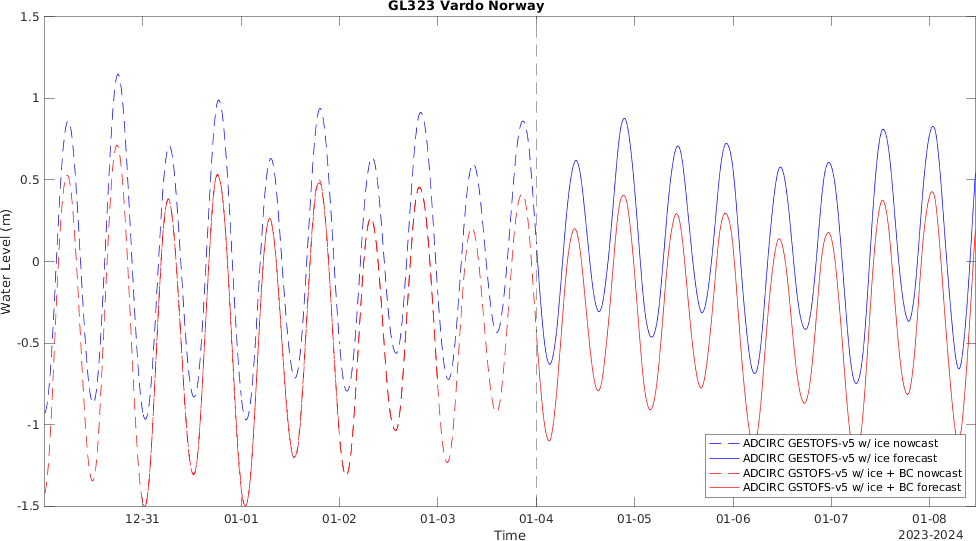 GL323 Vardo Norway
1.5
1
0.5
0
-0.5
-1
-1.5
Water Level (m)
12-31 01-01 01-02 01-03 01-04 01-05 01-06 01-07 01-08
Time
2023-2024
ADCIRC GESTOFS-v5 w/ ice nowcast
ADCIRC GESTOFS-v5 w/ ice forecast
ADCIRC GSTOFS-v5 w/ ice + BC nowcast
ADCIRC GSTOFS-v5 w/ ice + BC forecast